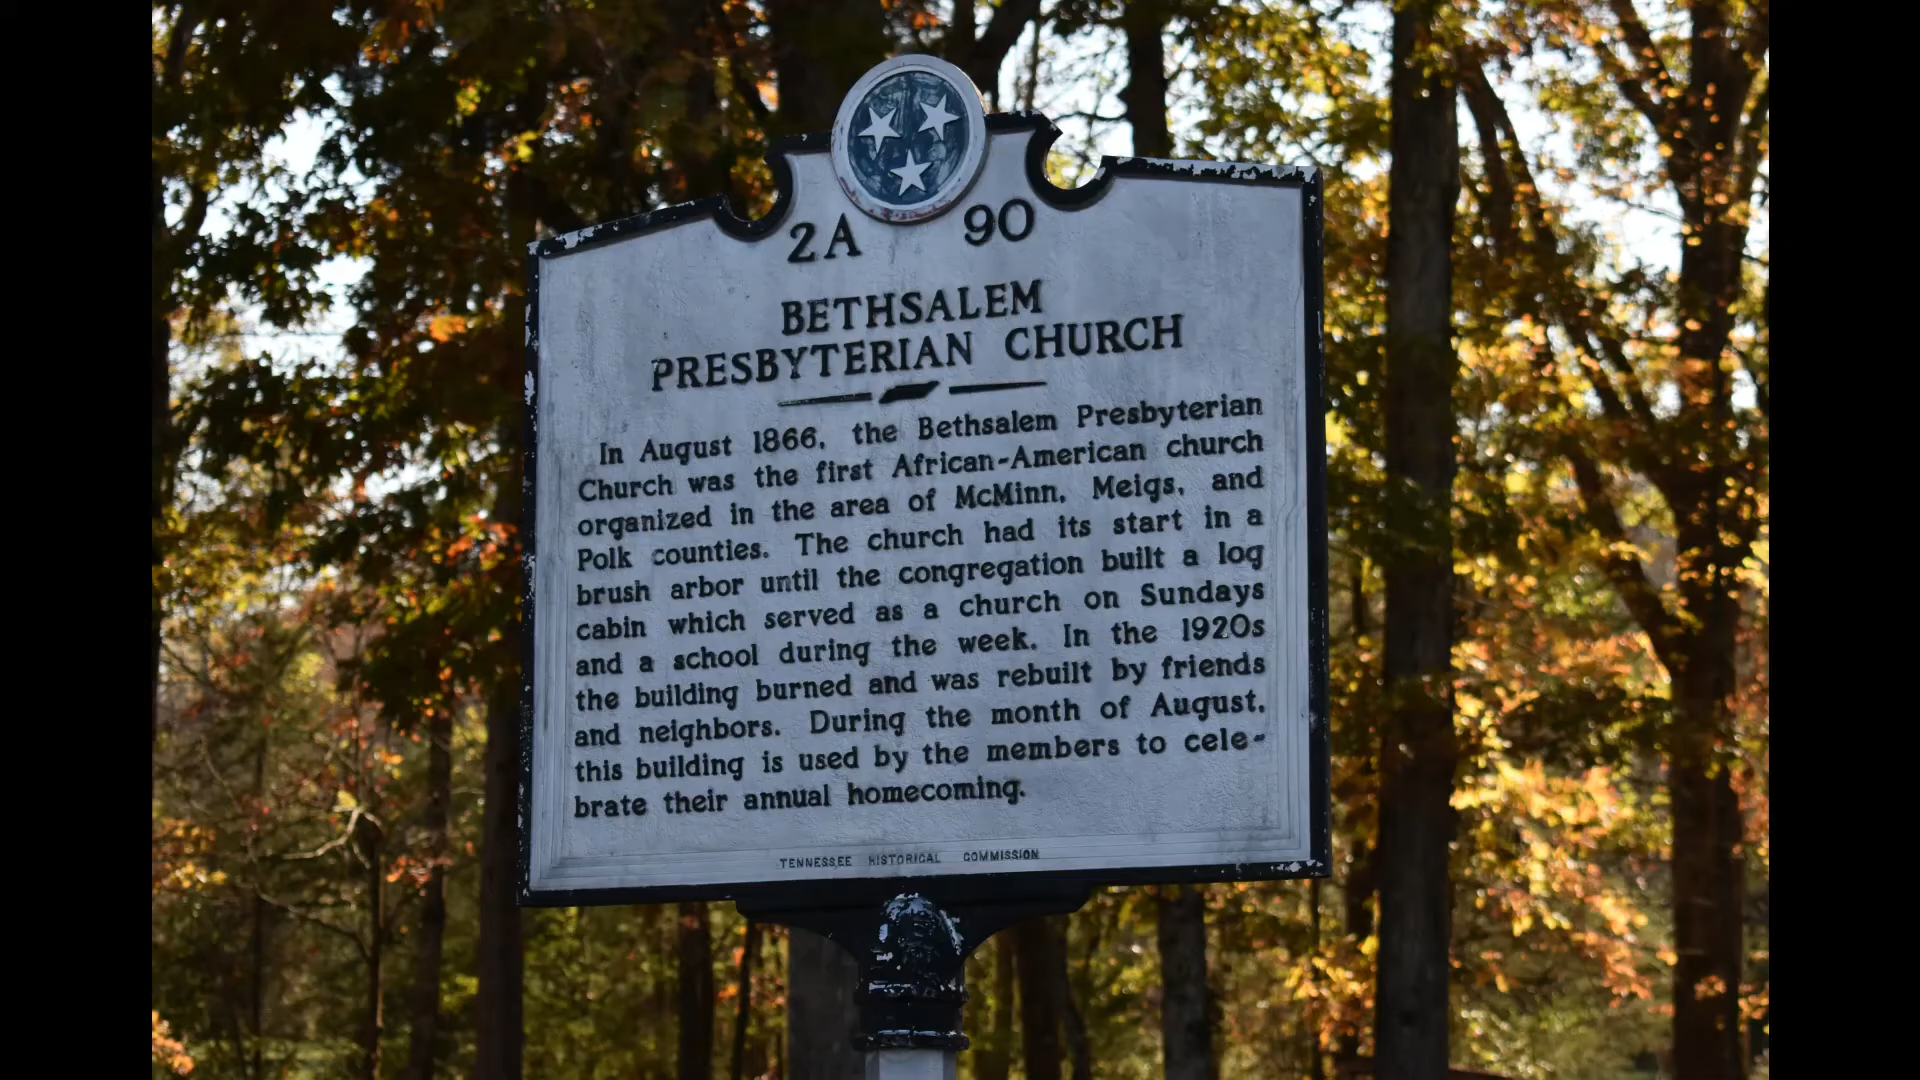 2A 90
BETHSALEM
PRESBYTERIAN CHURCH
In August 1866, the Bethsalem Presbyterian
Church was the first African-American church
organized in the area of McMinn, Meigs, and
Polk counties. The church had its start in a
brush arbor until the congregation built a log
cabin which served as a church on Sundays
and a school during the week. In the 1920s
the building burned and was rebuilt by friends
and neighbors. During the month of August,
this building is used by the members to cele-
brate their annual homecoming.
TENNESSEE HISTORICAL COMMISSION